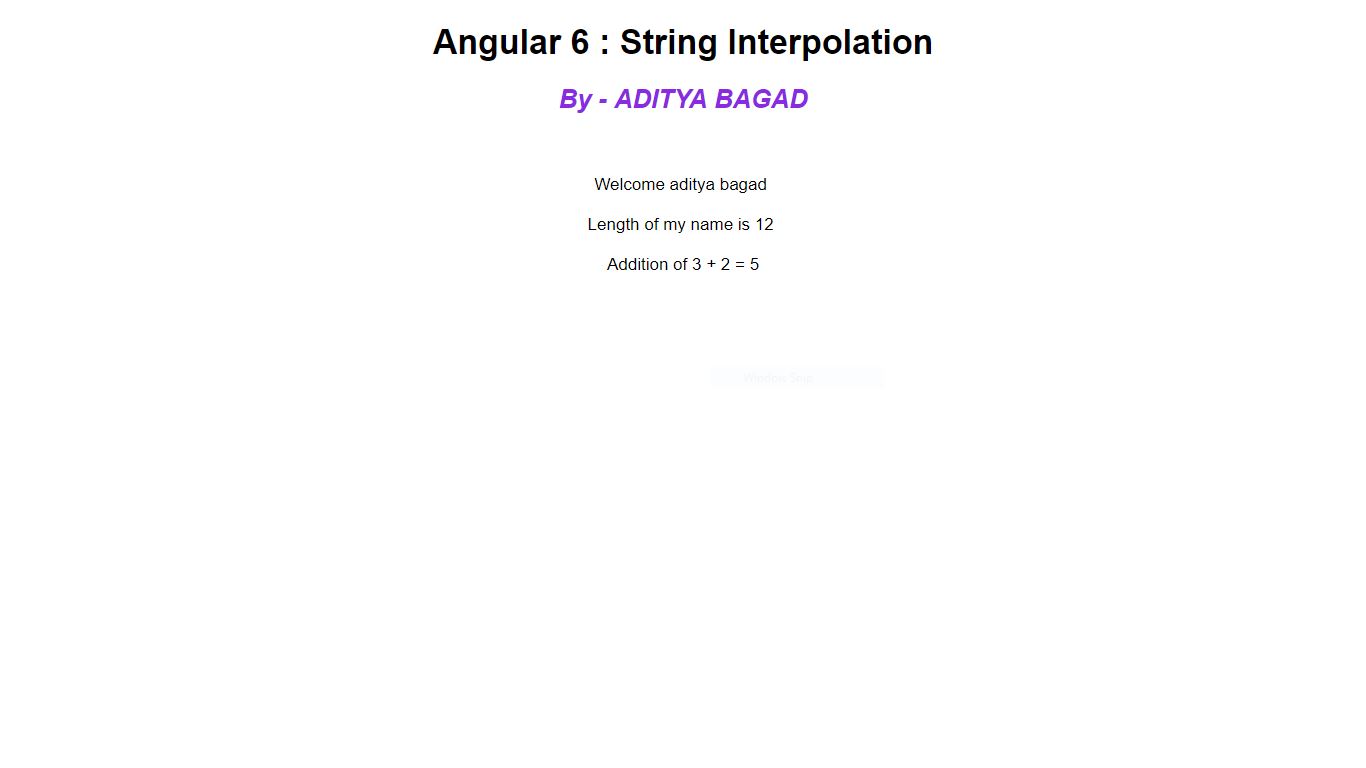 Angular 6 : String Interpolation
By - ADITYA BAGAD
Welcome aditya bagad
Length of my name is 12
Addition of 3 + 2 = 5
Window Snip